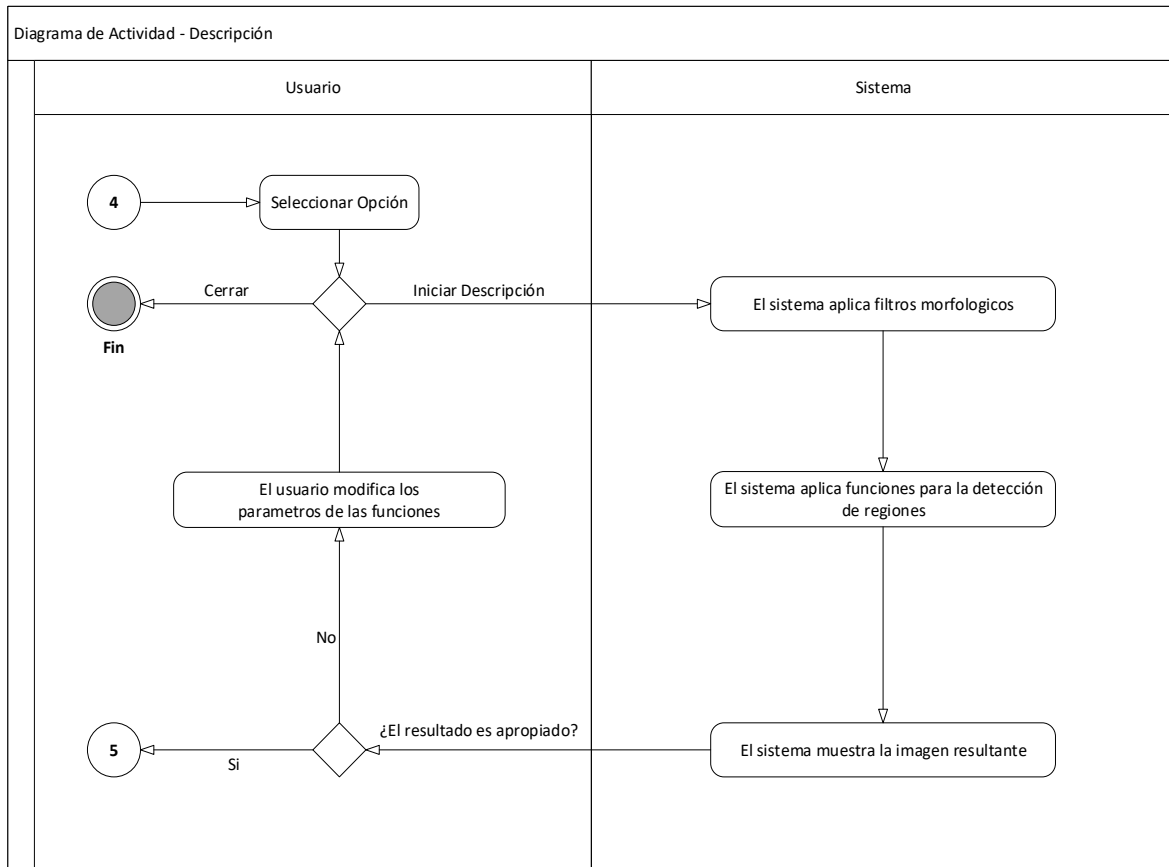 Diagrama de Actividad - Descripción
Usuario
Sistema
4
Seleccionar Opción
Cerrar
Iniciar Descripción
El sistema aplica filtros morfologicos
Fin
El usuario modifica los
parametros de las funciones
El sistema aplica funciones para la detección
de regiones
No
¿El resultado es apropiado?
5
Si
El sistema muestra la imagen resultante